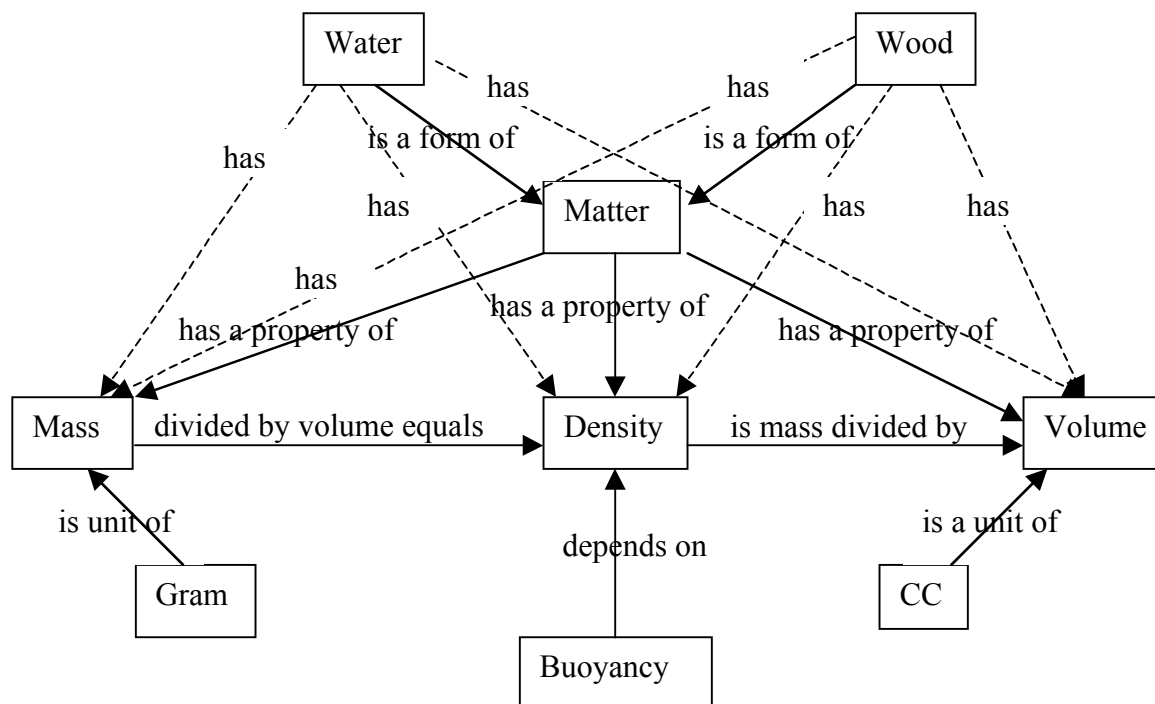 Water
Wood
has
has
is a form of
is a form of
has
has
Matter
has
has
has
has a property of
has a property of
has a property of
Mass
divided by volume equals
Density
is mass divided by
Volume
is unit of
depends on
is a unit of
Gram
CC
Buoyancy